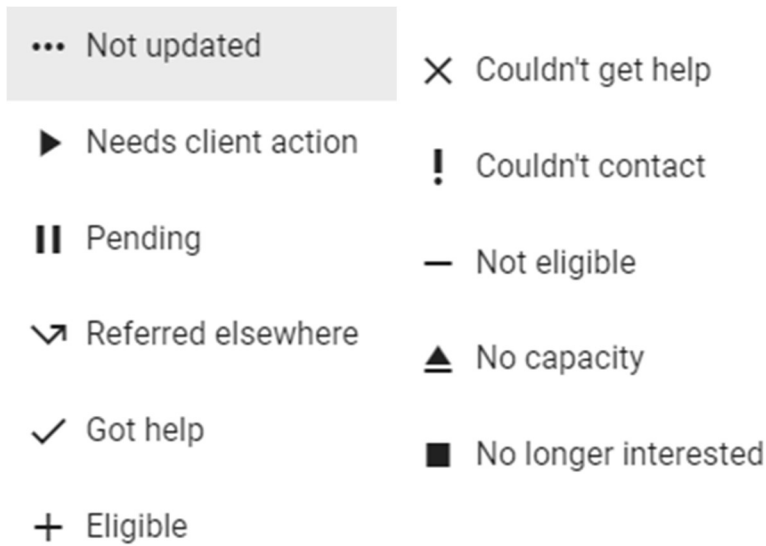 Not updated
Needs client action
Pending
Referred elsewhere
Got help
Eligible
Couldn't get help
Couldn't contact
Not eligible
No capacity
No longer interested